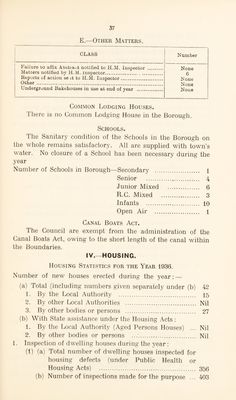 37
E.—OTHER MATTERS.
CLASS Number
Failure to affix Abstract notified to H.M. Inspector ............ None
Matters notified by H.M. Inspector ............ 6
Reports of action sent to H.M. Inspector ............ None
Other ............ None
Underground Bakehouses in use at end of year ............ None
COMMON LODGING HOUSES.
There is no Common Lodging House in the Borough.
SCHOOLS.
The Sanitary condition of the Schools in the Borough on
the whole remains satisfactory. All are supplied with town's
water. No closure of a School has been necessary during the
year
Number of Schools in Borough—Secondary ............ 1
Senior ............ 4
Junior Mixed ............ 6
R.C. Mixed ............ 3
Infants ............ 10
Open Air ............ 1
CANAL BOATS ACT.
The Council are exempt from the administration of the
Canal Boats Act, owing to the short length of the canal within
the Boundaries.
IV.—HOUSING.
HOUSING STATISTICS FOR THE YEAR 1936.
Number of new houses erected during the year:—
(a) Total (including numbers given separately under (b) 42
1. By the Local Authority ............ 15
2. By other Local Authorities ............ Nil
3. By other bodies or persons ............ 27
(b) With State assistance under the Housing Acts:
1. By the Local Authority (Aged Persons Houses) ... Nil
2. By other bodies or persons ............ Nil
1. Inspection of dwelling houses during the year:
(1) (a) Total number of dwelling houses inspected for
housing defects (under Public Health or
Housing Acts) ............ 356
(b) Number of inspections made for the purpose ... 403